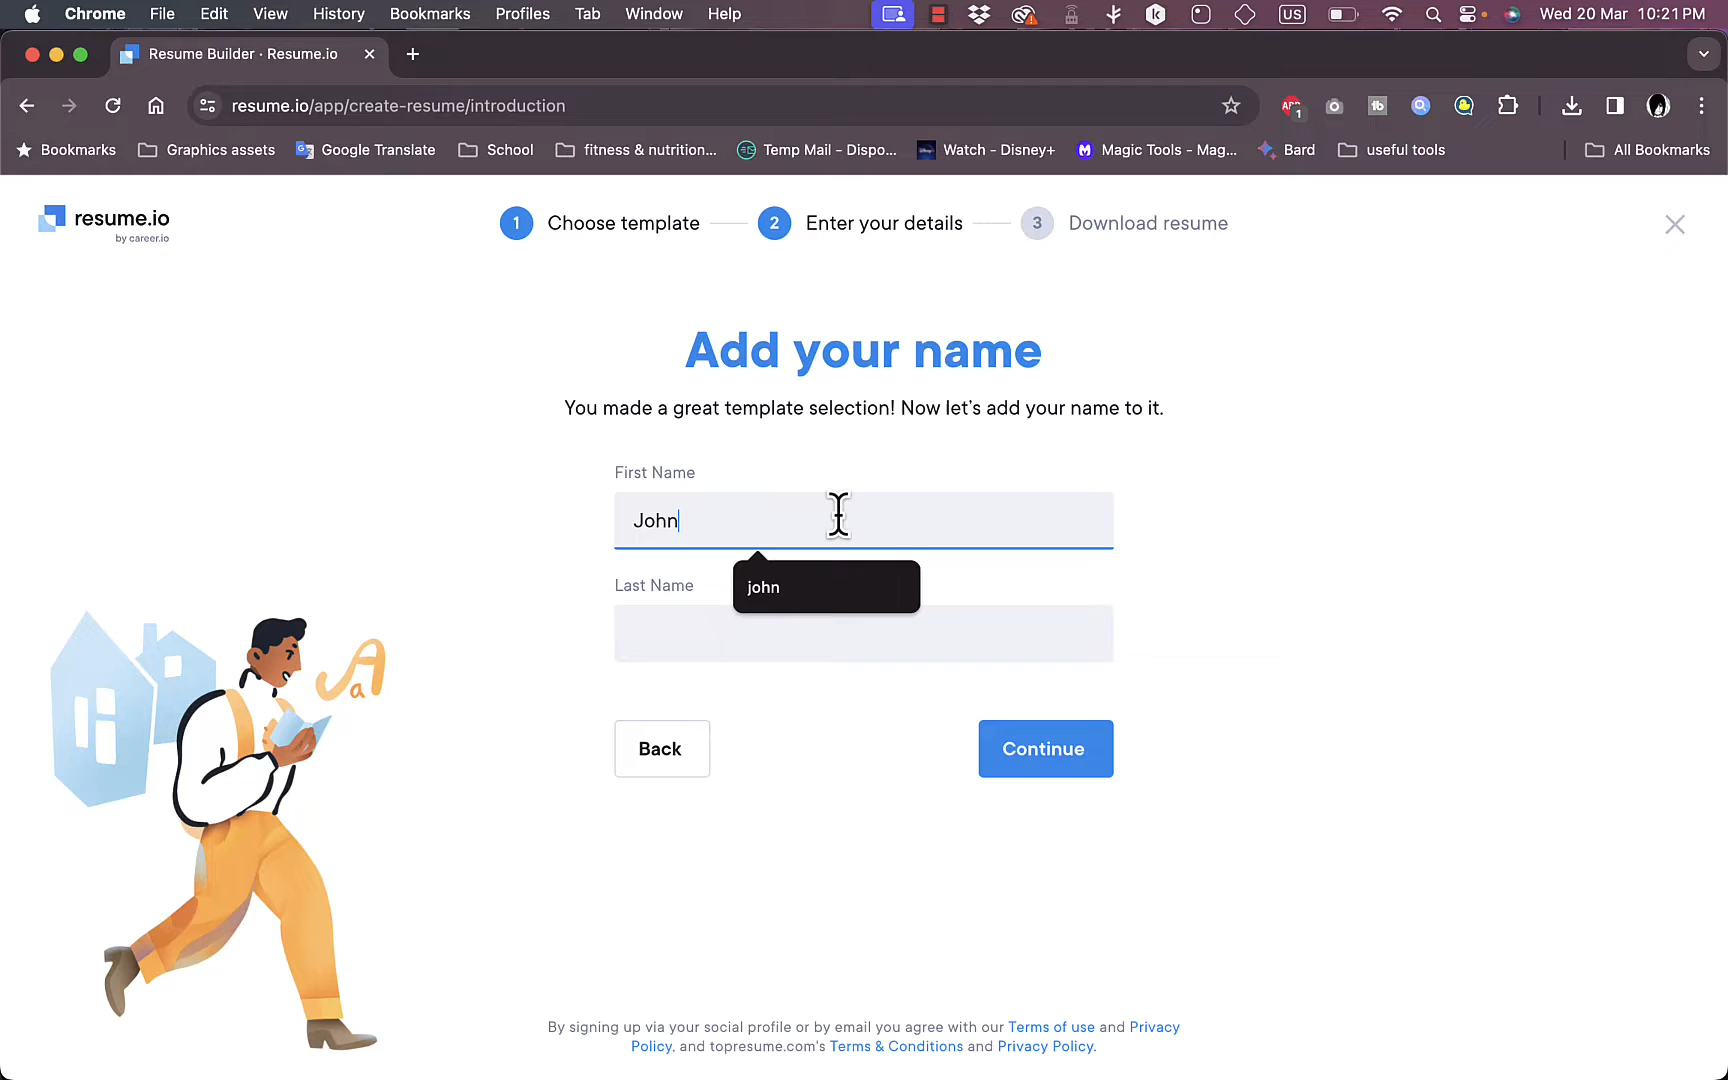 Chrome File Edit View History Bookmarks Profiles Tab Window Help US Wed 20 Mar 10:21 PM
Resume Builder · Resume.io
resume.io/app/create-resume/introduction
ABP 1 fb
Bookmarks Graphics assets Google Translate School fitness & nutrition... Temp Mail - Dispo... Watch - Disney+ Magic Tools - Mag... Bard useful tools All Bookmarks
resume.io
by career.io
1 Choose template 2 Enter your details 3 Download resume
Add your name
You made a great template selection! Now let’s add your name to it.
First Name
John
john
Last Name
A
a
Back Continue
By signing up via your social profile or by email you agree with our Terms of use and Privacy
Policy, and topresume.com's Terms & Conditions and Privacy Policy.